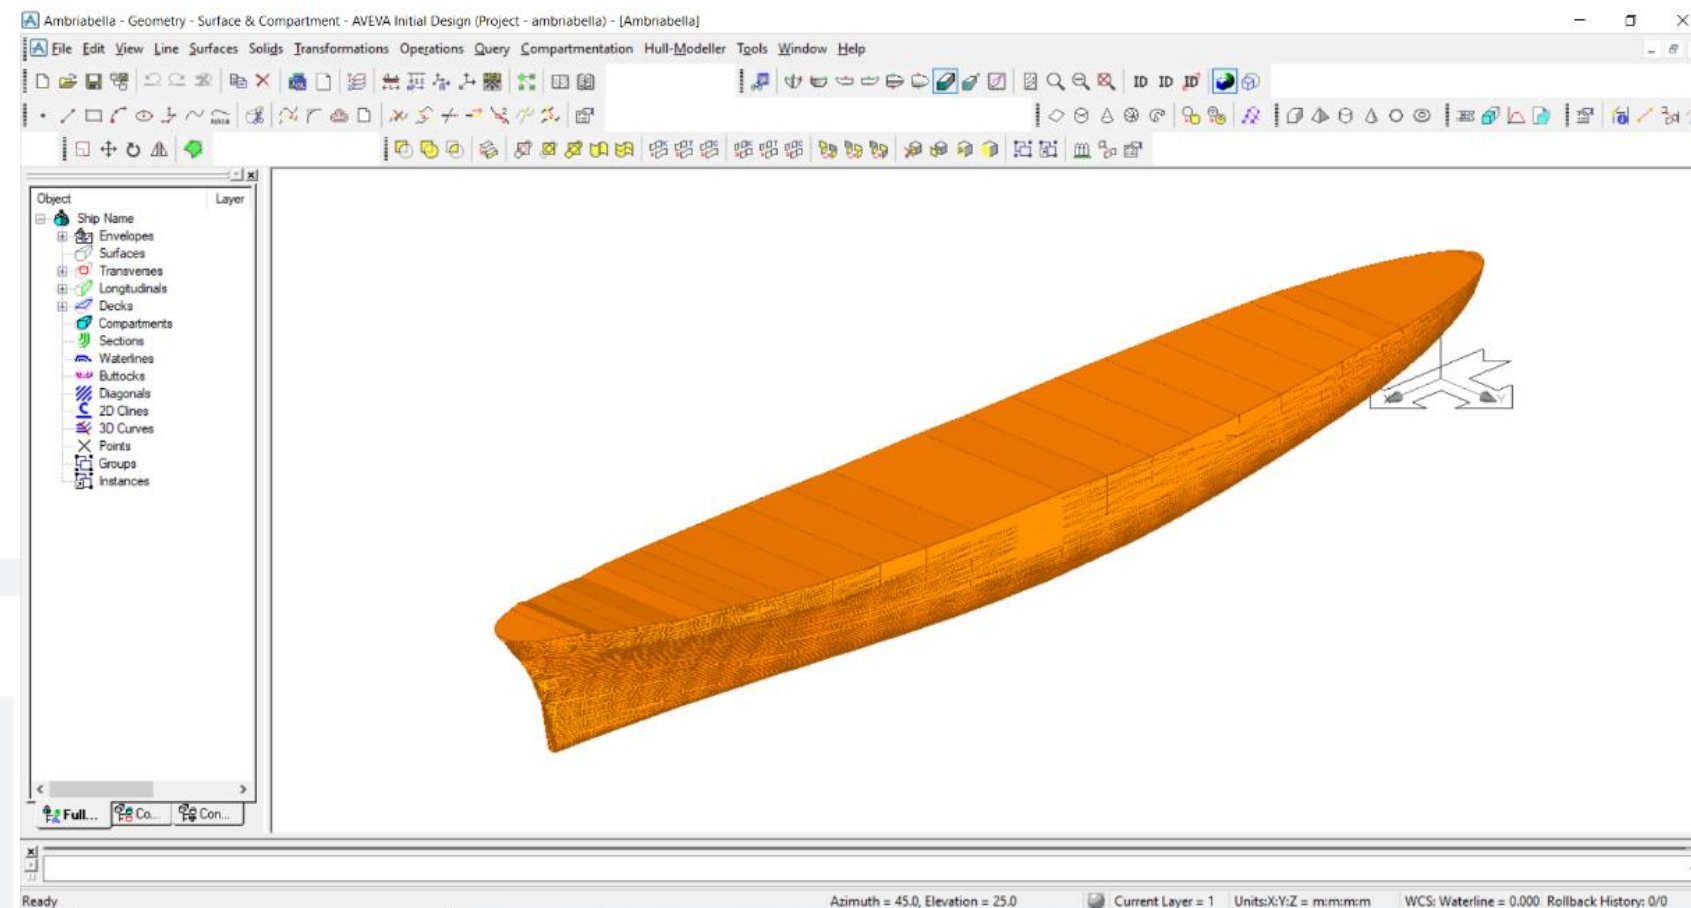 Ambriabella - Geometry - Surface & Compartment - AVEVA Initial Design (Project - ambriabella) - [Ambriabella]
File Edit View Line Surfaces Solids Transformations Operations Query Compartmentation Hull-Modeller Tools Window Help
ID ID ID
Object Layer
Ship Name
Envelopes
Surfaces
Transverses
Longitudinals
Decks
Compartments
Sections
Waterlines
Buttocks
Diagonals
2D Clines
3D Curves
Points
Groups
Instances
X Y
Full... Co... Con...
Ready Azimuth = 45.0, Elevation = 25.0 Current Layer = 1 Units:X:Y:Z = m:m:m:m WCS: Waterline = 0.000 Rollback History: 0/0